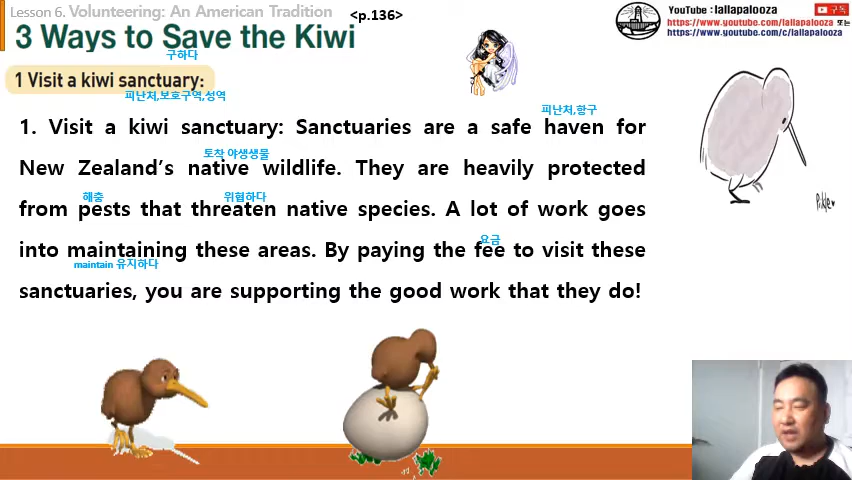 Lesson 6. Volunteering: An American Tradition
<p.136>
3 Ways to Save the Kiwi
구하다
1 Visit a kiwi sanctuary:
피난처,보호구역,성역
YouTube : lallapalooza
구독
https://www.youtube.com/lallapalooza 또는
https://www.youtube.com/c/lallapalooza
피난처,항구
1. Visit a kiwi sanctuary: Sanctuaries are a safe haven for
토착 야생생물
New Zealand's native wildlife. They are heavily protected
해충 위협하다
from pests that threaten native species. A lot of work goes
요금
into maintaining these areas. By paying the fee to visit these
maintain 유지하다
sanctuaries, you are supporting the good work that they do!
Pikle♥